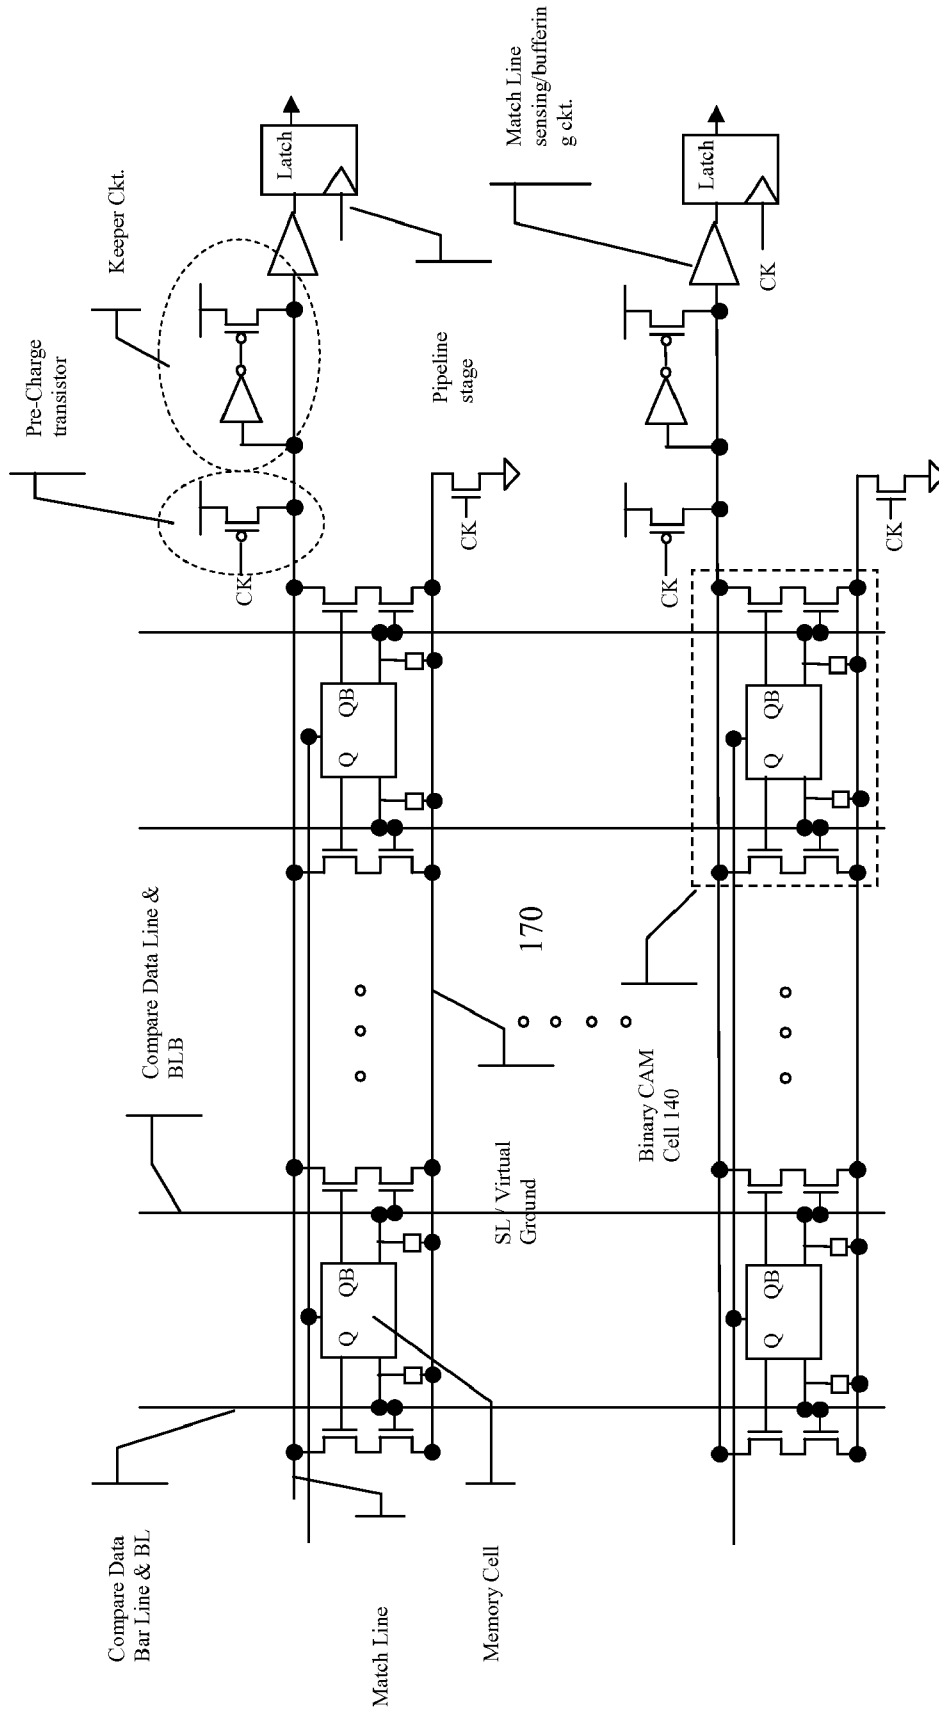 Compare Data
Bar Line & BL
Compare Data Line &
BLB
Pre-Charge
transistor
Keeper Ckt.
Match Line
Memory Cell
SL / Virtual
Ground
170
Pipeline
stage
Match Line
sensing/bufferin
g ckt.
Binary CAM
Cell 140
Q
QB
Q
QB
CK
CK
Latch
Q
QB
Q
QB
CK
CK
CK
Latch